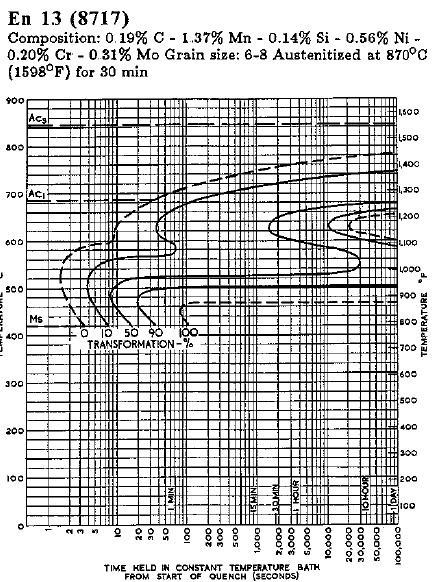 En 13 (8717)
Composition: 0.19% C - 1.37% Mn - 0.14% Si - 0.56% Ni -
0.20% Cr - 0.31% Mo Grain size: 6-8 Austenitized at 870°C
(1598°F) for 30 min
900
Ac3
1,500
800
1,400
700
Ac1
1,300
1,200
600
1,100
1,000
500
900
Ms
0 10 50 90 100
TRANSFORMATION - %
800
400
700
600
300
500
200
400
300
100
200
100
0
1 MIN
15 MIN
30 MIN
1 HOUR
10 HOUR
1 DAY
°F
TEMPERATURE
1 2 3 5 10 20 30 50 100 200 300 500 1,000 2,000 3,000 5,000 10,000 20,000 30,000 50,000 100,000
TIME HELD IN CONSTANT TEMPERATURE BATH
FROM START OF QUENCH (SECONDS)